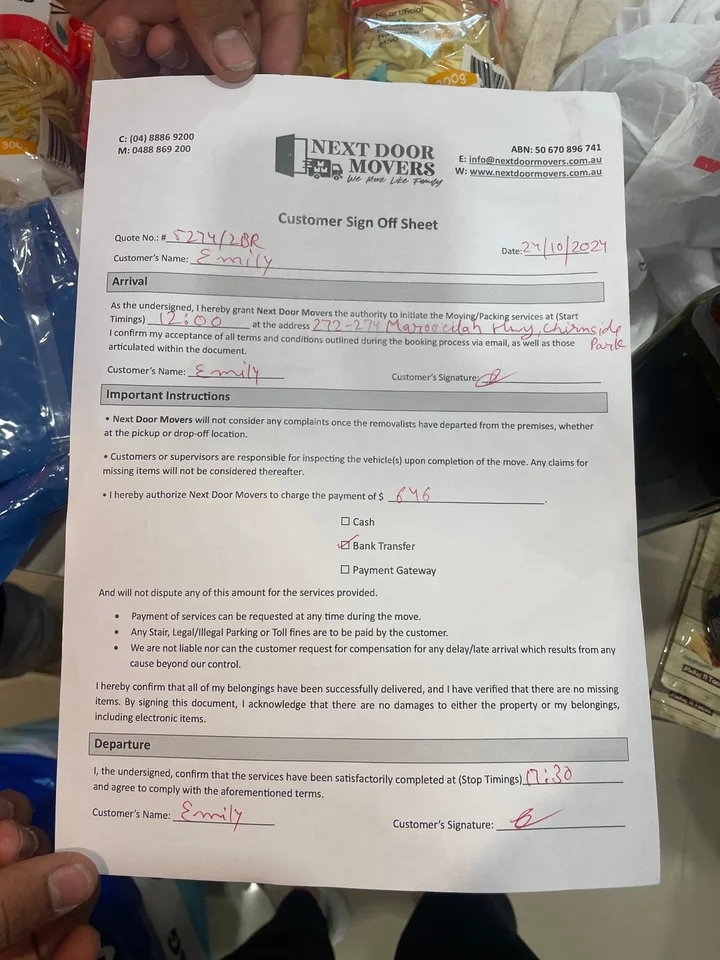 No artificial
MSG
300g
C: (04) 8886 9200
M: 0488 869 200
NEXT DOOR
MOVERS
We Move Like Family
ABN: 50 670 896 741
E: info@nextdoormovers.com.au
W: www.nextdoormovers.com.au
Customer Sign Off Sheet
Quote No.: # 5274/2BR
Date: 24/10/2024
Customer's Name: Emily
Arrival
As the undersigned, I hereby grant Next Door Movers the authority to initiate the Moving/Packing services at (Start
Timings) 12:00 at the address 272-274 Maroocdah Hwy, Chirnside
Park
I confirm my acceptance of all terms and conditions outlined during the booking process via email, as well as those
articulated within the document.
Customer's Name: Emily Customer's Signature:
Important Instructions
• Next Door Movers will not consider any complaints once the removalists have departed from the premises, whether
at the pickup or drop-off location.
• Customers or supervisors are responsible for inspecting the vehicle(s) upon completion of the move. Any claims for
missing items will not be considered thereafter.
• I hereby authorize Next Door Movers to charge the payment of $ 646.
☐ Cash
☑ Bank Transfer
☐ Payment Gateway
And will not dispute any of this amount for the services provided.
• Payment of services can be requested at any time during the move.
• Any Stair, Legal/Illegal Parking or Toll fines are to be paid by the customer.
• We are not liable nor can the customer request for compensation for any delay/late arrival which results from any
cause beyond our control.
I hereby confirm that all of my belongings have been successfully delivered, and I have verified that there are no missing
items. By signing this document, I acknowledge that there are no damages to either the property or my belongings,
including electronic items.
Departure
I, the undersigned, confirm that the services have been satisfactorily completed at (Stop Timings) 17:30
and agree to comply with the aforementioned terms.
Customer's Name: Emily Customer's Signature: